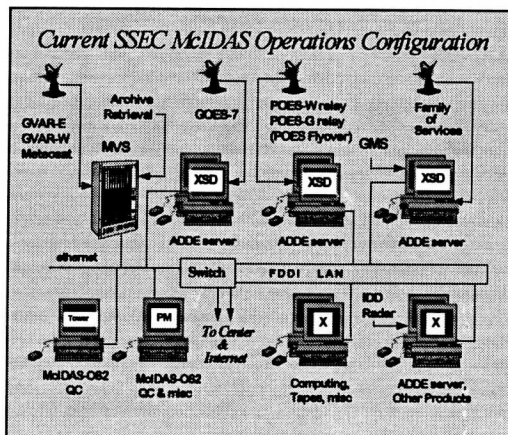 Current SSEC McIDAS Operations Configuration
GVAR-E
GVAR-W
Meteosat
Archive
Retrieval
MVS
GOES-7
POES-W relay
POES-G relay
(POES Flyover)
Family
of
Services
GMS
XSD
XSD
XSD
ADDE server
ADDE server
ADDE server
ethernet
Switch
FDDI LAN
Tower
PM
To Center
&
Internet
X
IDD
Radar
X
McIDAS-OS2
QC
McIDAS-OS2
QC & misc
Computing,
Tapes, misc
ADDE server,
Other Products